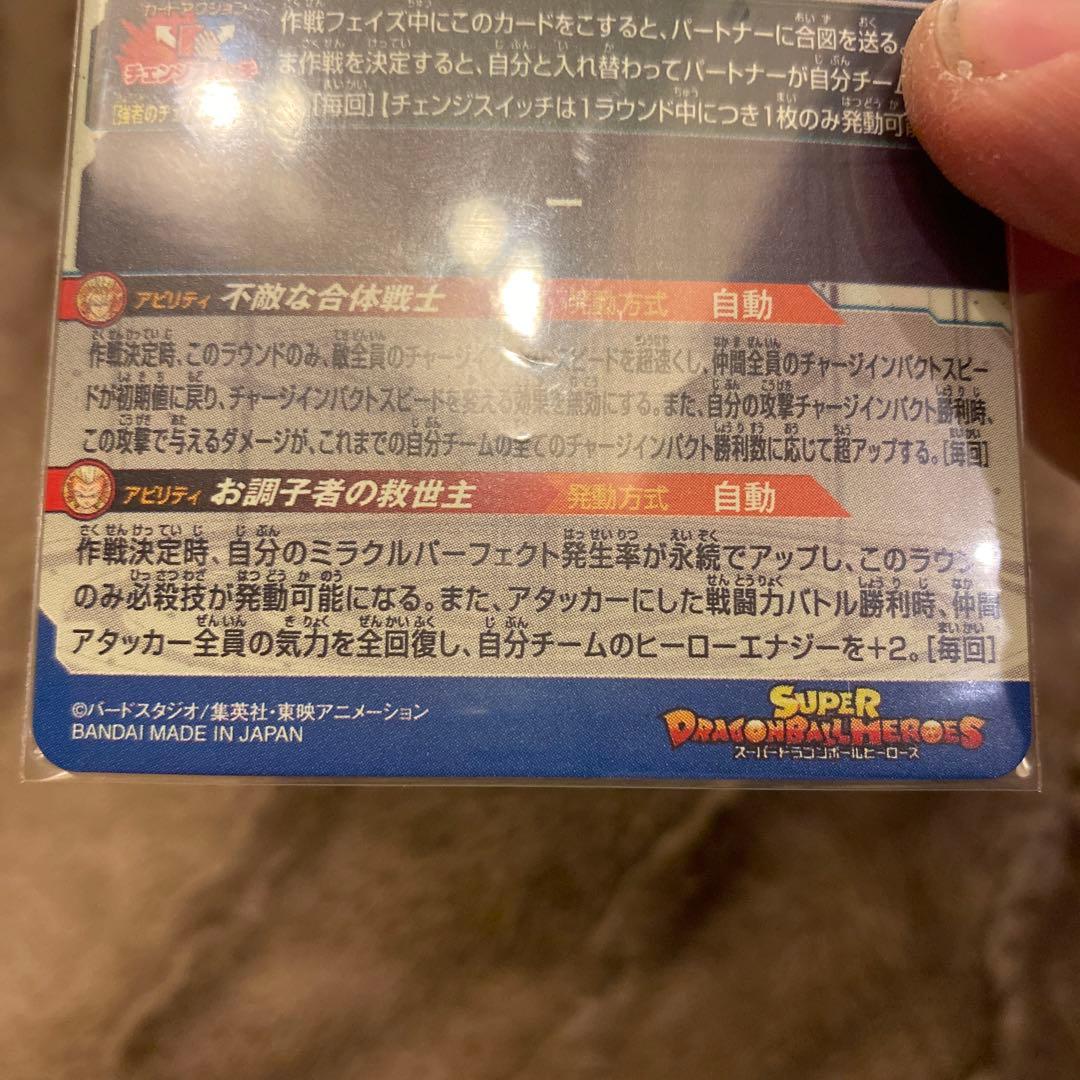 カードアクション
チェンジスイッチ
作戦フェイズ中にこのカードをこすると、パートナーに合図を送る。
ま作戦を決定すると、自分と入れ替わってパートナーが自分チーム
[強者のチェ
[毎回]【チェンジスイッチは1ラウンド中につき1枚のみ発動可
ー
アビリティ 不敵な合体戦士 発動方式 自動
作戦決定時、このラウンドのみ、敵全員のチャージインパクトスピードを超速くし、仲間全員のチャージインパクトスピー
ドが初期値に戻り、チャージインパクトスピードを変える効果を無効にする。また、自分の攻撃チャージインパクト勝利時、
この攻撃で与えるダメージが、これまでの自分チームの全てのチャージインパクト勝利数に応じて超アップする。[毎回]
アビリティ お調子者の救世主 発動方式 自動
作戦決定時、自分のミラクルパーフェクト発生率が永続でアップし、このラウンド
のみ必殺技が発動可能になる。また、アタッカーにした戦闘力バトル勝利時、仲間
アタッカー全員の気力を全回復し、自分チームのヒーローエナジーを+2。[毎回]
©バードスタジオ/集英社・東映アニメーション
BANDAI MADE IN JAPAN
SUPER
DRAGONBALL HEROES
スーパードラゴンボールヒーローズ